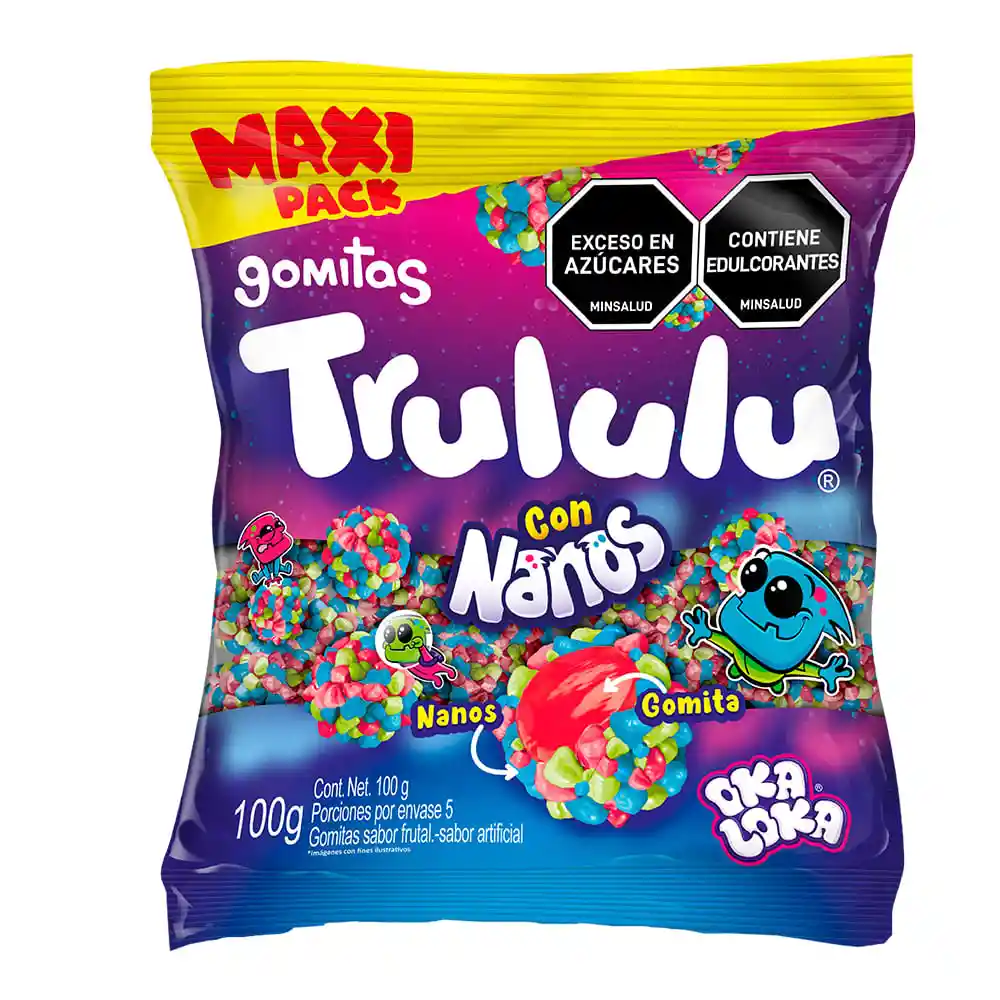 MAXI
PACK
gomitas
Trululu®
EXCESO EN
AZÚCARES
MINSALUD
CONTIENE
EDULCORANTES
MINSALUD
Con
Nanos
Nanos
Gomita
100g
Cont. Net. 100 g
Porciones por envase 5
Gomitas sabor frutal.-sabor artificial
*Imágenes con fines ilustrativos
OKA
LOKA®